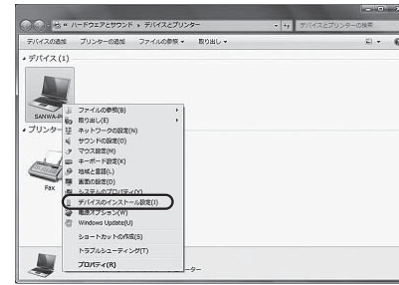 ハードウェアとサウンド ▸ デバイスとプリンター
デバイスとプリンターの検索
デバイスの追加 プリンターの追加 ファイルの参照 取り出し
デバイス (1)
SANWA-P
ファイルの参照(B)
取り出し(E)
ネットワークの設定(N)
サウンドの設定(O)
マウス設定(M)
キーボード設定(K)
地域と言語(L)
画面の設定(D)
システムのプロパティ(Y)
デバイスのインストール設定(I)
電源オプション(W)
Windows Update(U)
ショートカットの作成(S)
トラブルシューティング(T)
プロパティ(R)
プリンター
Fax
ーター